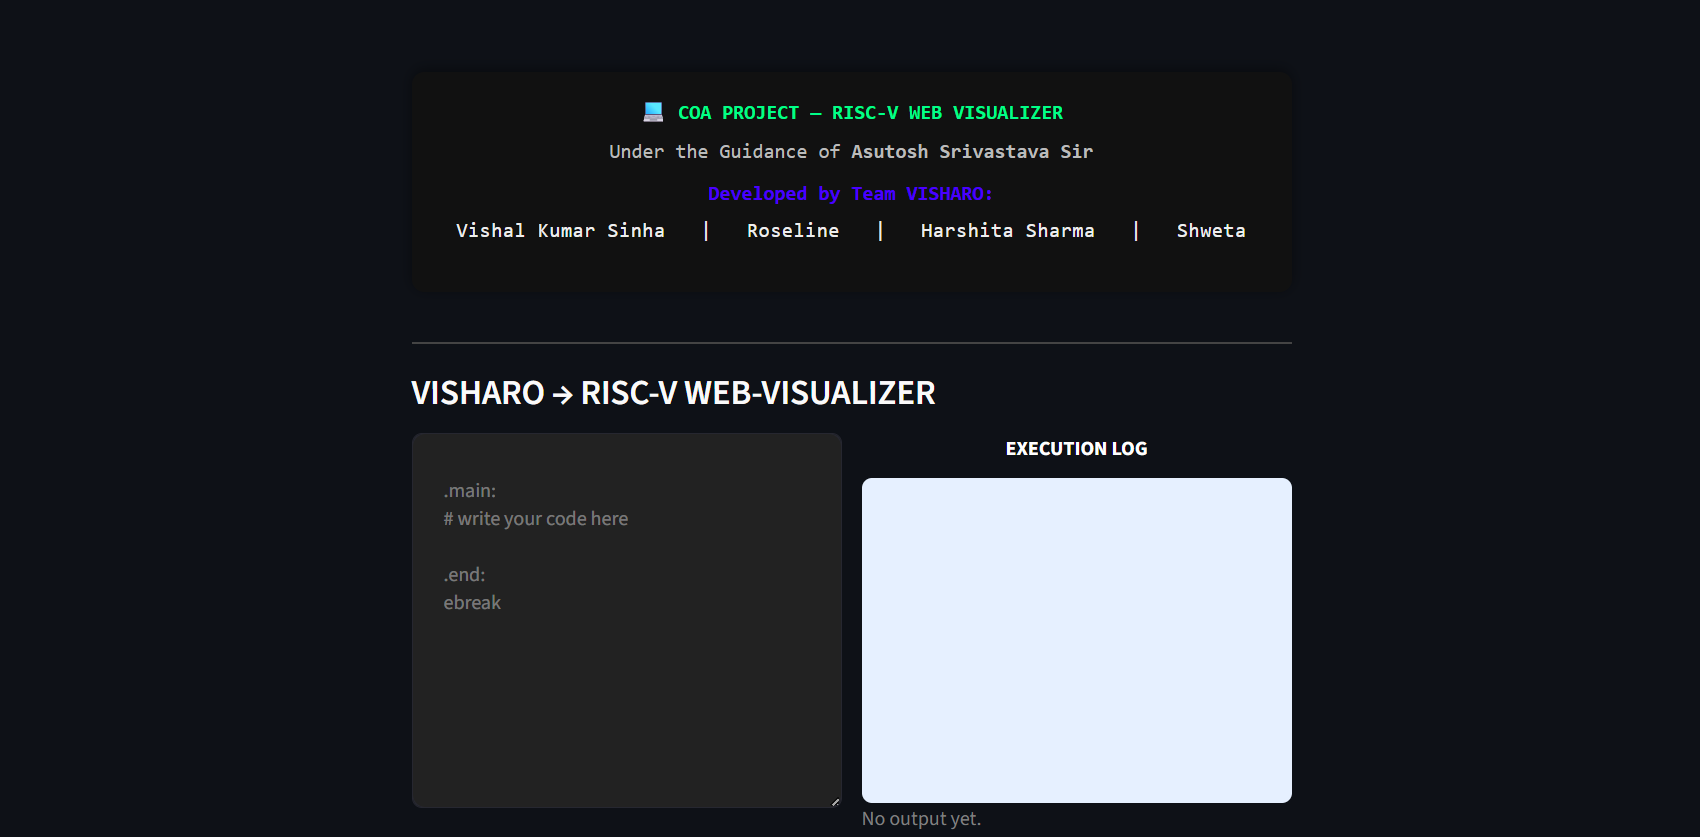 💻 COA PROJECT — RISC-V WEB VISUALIZER
Under the Guidance of Asutosh Srivastava Sir
Developed by Team VISHARO:
Vishal Kumar Sinha | Roseline | Harshita Sharma | Shweta
VISHARO → RISC-V WEB-VISUALIZER
.main:
# write your code here
.end:
ebreak
EXECUTION LOG
No output yet.